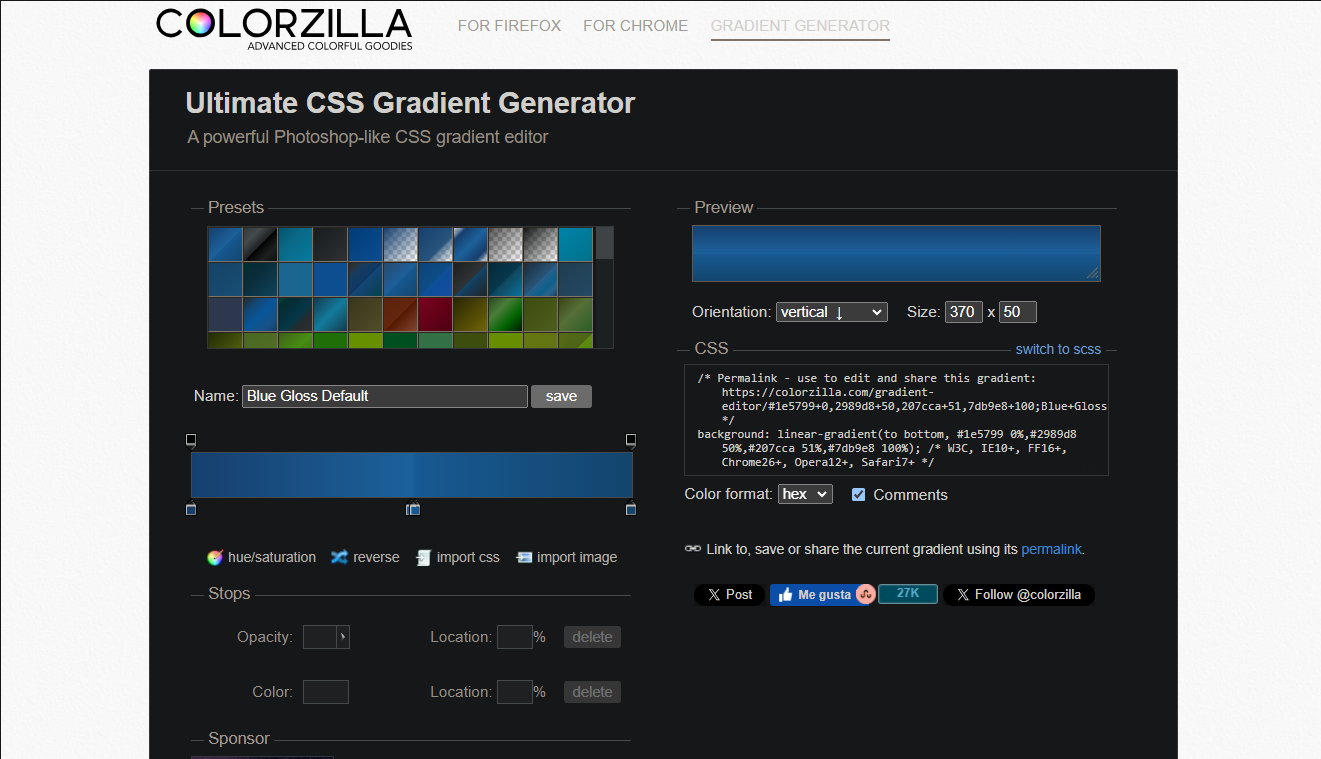 COLORZILLA
ADVANCED COLORFUL GOODIES
FOR FIREFOX
FOR CHROME
GRADIENT GENERATOR
Ultimate CSS Gradient Generator
A powerful Photoshop-like CSS gradient editor
Presets
Name: Blue Gloss Default save
hue/saturation reverse import css import image
Stops
Opacity: Location: % delete
Color: Location: % delete
Sponsor
Preview
Orientation: vertical ↓ Size: 370 x 50
CSS switch to scss
/* Permalink - use to edit and share this gradient:
https://colorzilla.com/gradient-
editor/#1e5799+0,2989d8+50,207cca+51,7db9e8+100;Blue+Gloss
*/
background: linear-gradient(to bottom, #1e5799 0%,#2989d8
50%,#207cca 51%,#7db9e8 100%); /* W3C, IE10+, FF16+,
Chrome26+, Opera12+, Safari7+ */
Color format: hex Comments
Link to, save or share the current gradient using its permalink.
X Post Me gusta 27K X Follow @colorzilla